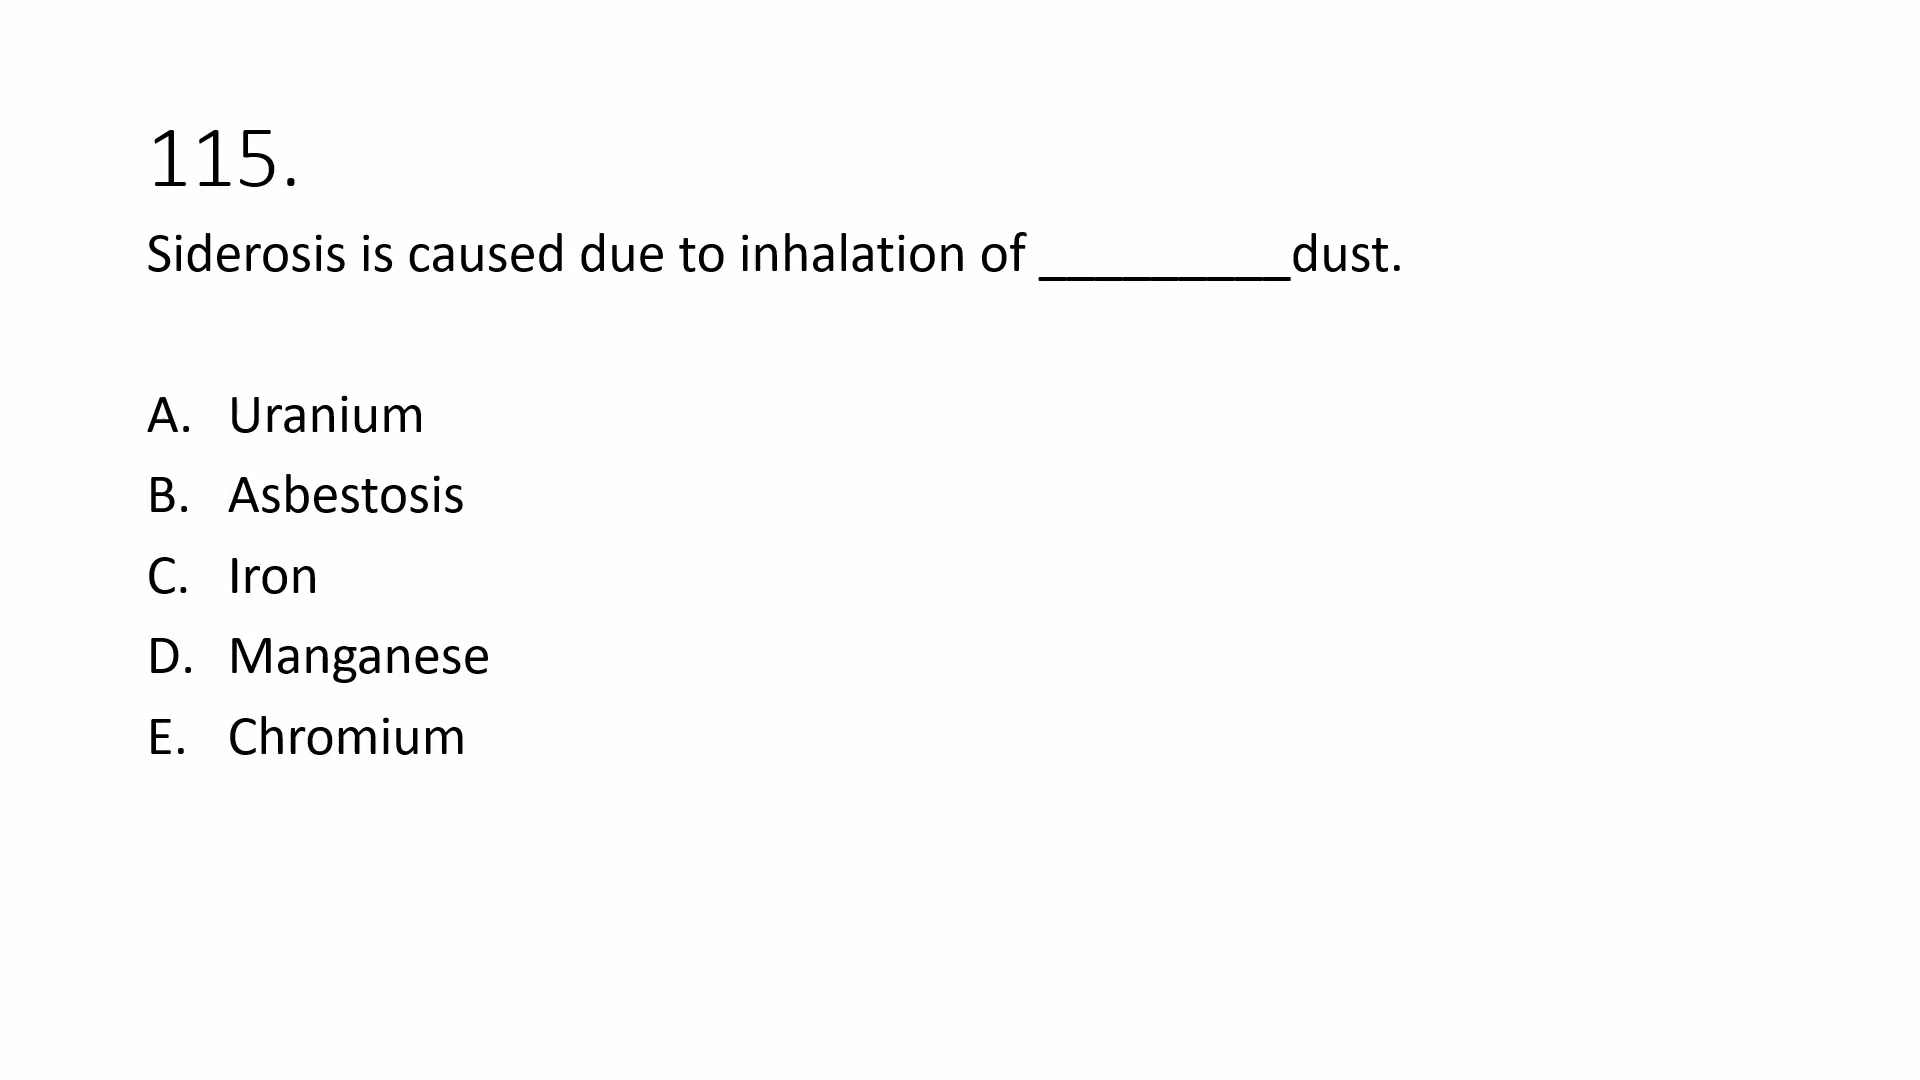 115.
Siderosis is caused due to inhalation of _________dust.
A. Uranium
B. Asbestosis
C. Iron
D. Manganese
E. Chromium